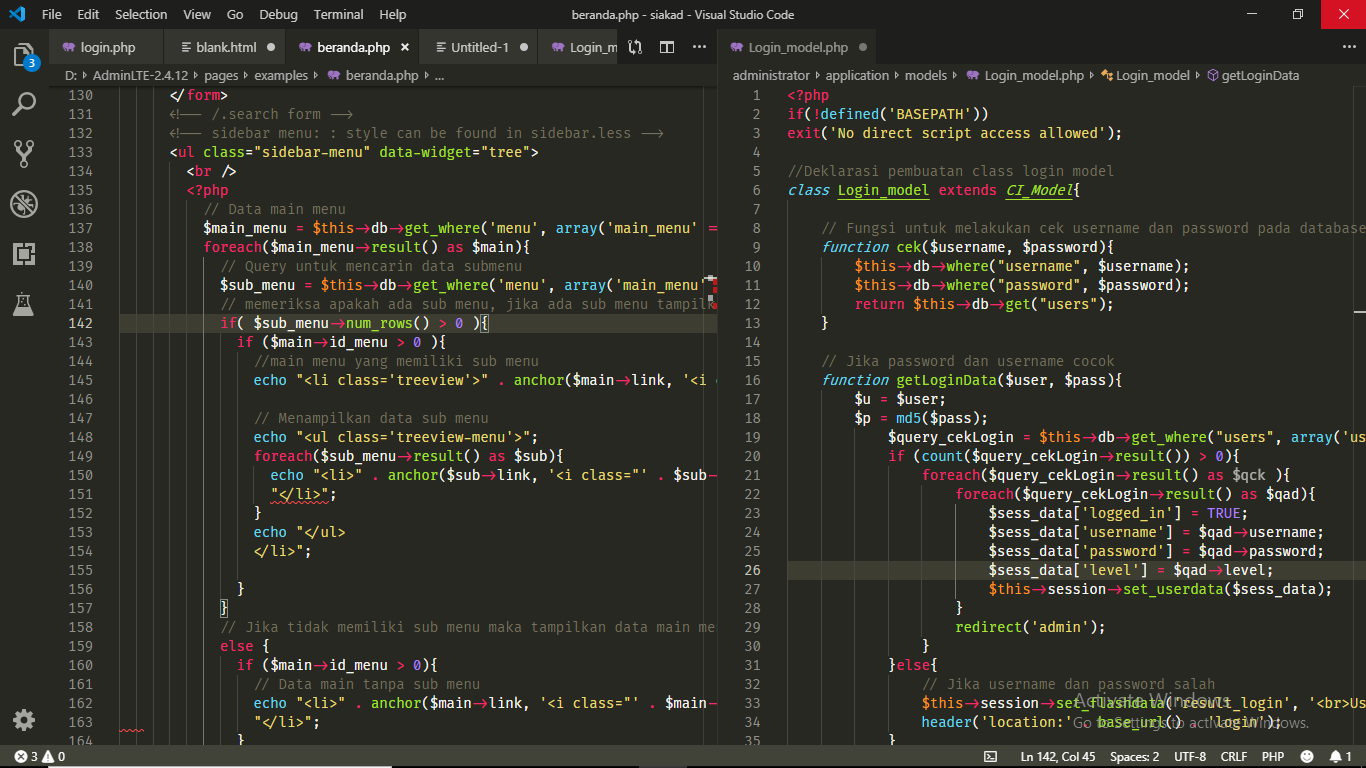 File Edit Selection View Go Debug Terminal Help
beranda.php - siakad - Visual Studio Code
login.php
blank.html
beranda.php
Untitled-1
Login_m
Login_model.php
3
D: > AdminLTE-2.4.12 > pages > examples > beranda.php > ...
130 </form>
131 <!-- /.search form -->
132 <!-- sidebar menu: : style can be found in sidebar.less -->
133 <ul class="sidebar-menu" data-widget="tree">
134 <br />
135 <?php
136 // Data main menu
137 $main_menu = $this->db->get_where('menu', array('main_menu' =
138 foreach($main_menu->result() as $main){
139 // Query untuk mencarin data submenu
140 $sub_menu = $this->db->get_where('menu', array('main_menu'
141 // memeriksa apakah ada sub menu, jika ada sub menu tampilk
142 if( $sub_menu->num_rows() > 0 ){
143 if ($main->id_menu > 0 ){
144 //main menu yang memiliki sub menu
145 echo "<li class='treeview'>" . anchor($main->link, '<i
146
147 // Menampilkan data sub menu
148 echo "<ul class='treeview-menu'>";
149 foreach($sub_menu->result() as $sub){
150 echo "<li>" . anchor($sub->link, '<i class="' . $sub-
151 "</li>";
152 }
153 echo "</ul>
154 </li>";
155
156 }
157 }
158 // Jika tidak memiliki sub menu maka tampilkan data main me
159 else {
160 if ($main->id_menu > 0){
161 // Data main tanpa sub menu
162 echo "<li>" . anchor($main->link, '<i class="' . $main-
163 "</li>";
164 }
administrator > application > models > Login_model.php > Login_model > getLoginData
1 <?php
2 if(!defined('BASEPATH'))
3 exit('No direct script access allowed');
4
5 //Deklarasi pembuatan class login model
6 class Login_model extends CI_Model{
7
8 // Fungsi untuk melakukan cek username dan password pada database
9 function cek($username, $password){
10 $this->db->where("username", $username);
11 $this->db->where("password", $password);
12 return $this->db->get("users");
13 }
14
15 // Jika password dan username cocok
16 function getLoginData($user, $pass){
17 $u = $user;
18 $p = md5($pass);
19 $query_cekLogin = $this->db->get_where("users", array('us
20 if (count($query_cekLogin->result()) > 0){
21 foreach($query_cekLogin->result() as $qck ){
22 foreach($query_cekLogin->result() as $qad){
23 $sess_data['logged_in'] = TRUE;
24 $sess_data['username'] = $qad->username;
25 $sess_data['password'] = $qad->password;
26 $sess_data['level'] = $qad->level;
27 $this->session->set_userdata($sess_data);
28 }
29 redirect('admin');
30 }
31 }else{
32 // Jika username dan password salah
33 $this->session->set_flashdata('result_login', '<br>Us
34 header('location:' . base_url() . 'login');
35 }
Activate Windows
Go to Settings to activate Windows.
3 0
Ln 142, Col 45 Spaces: 2 UTF-8 CRLF PHP 1